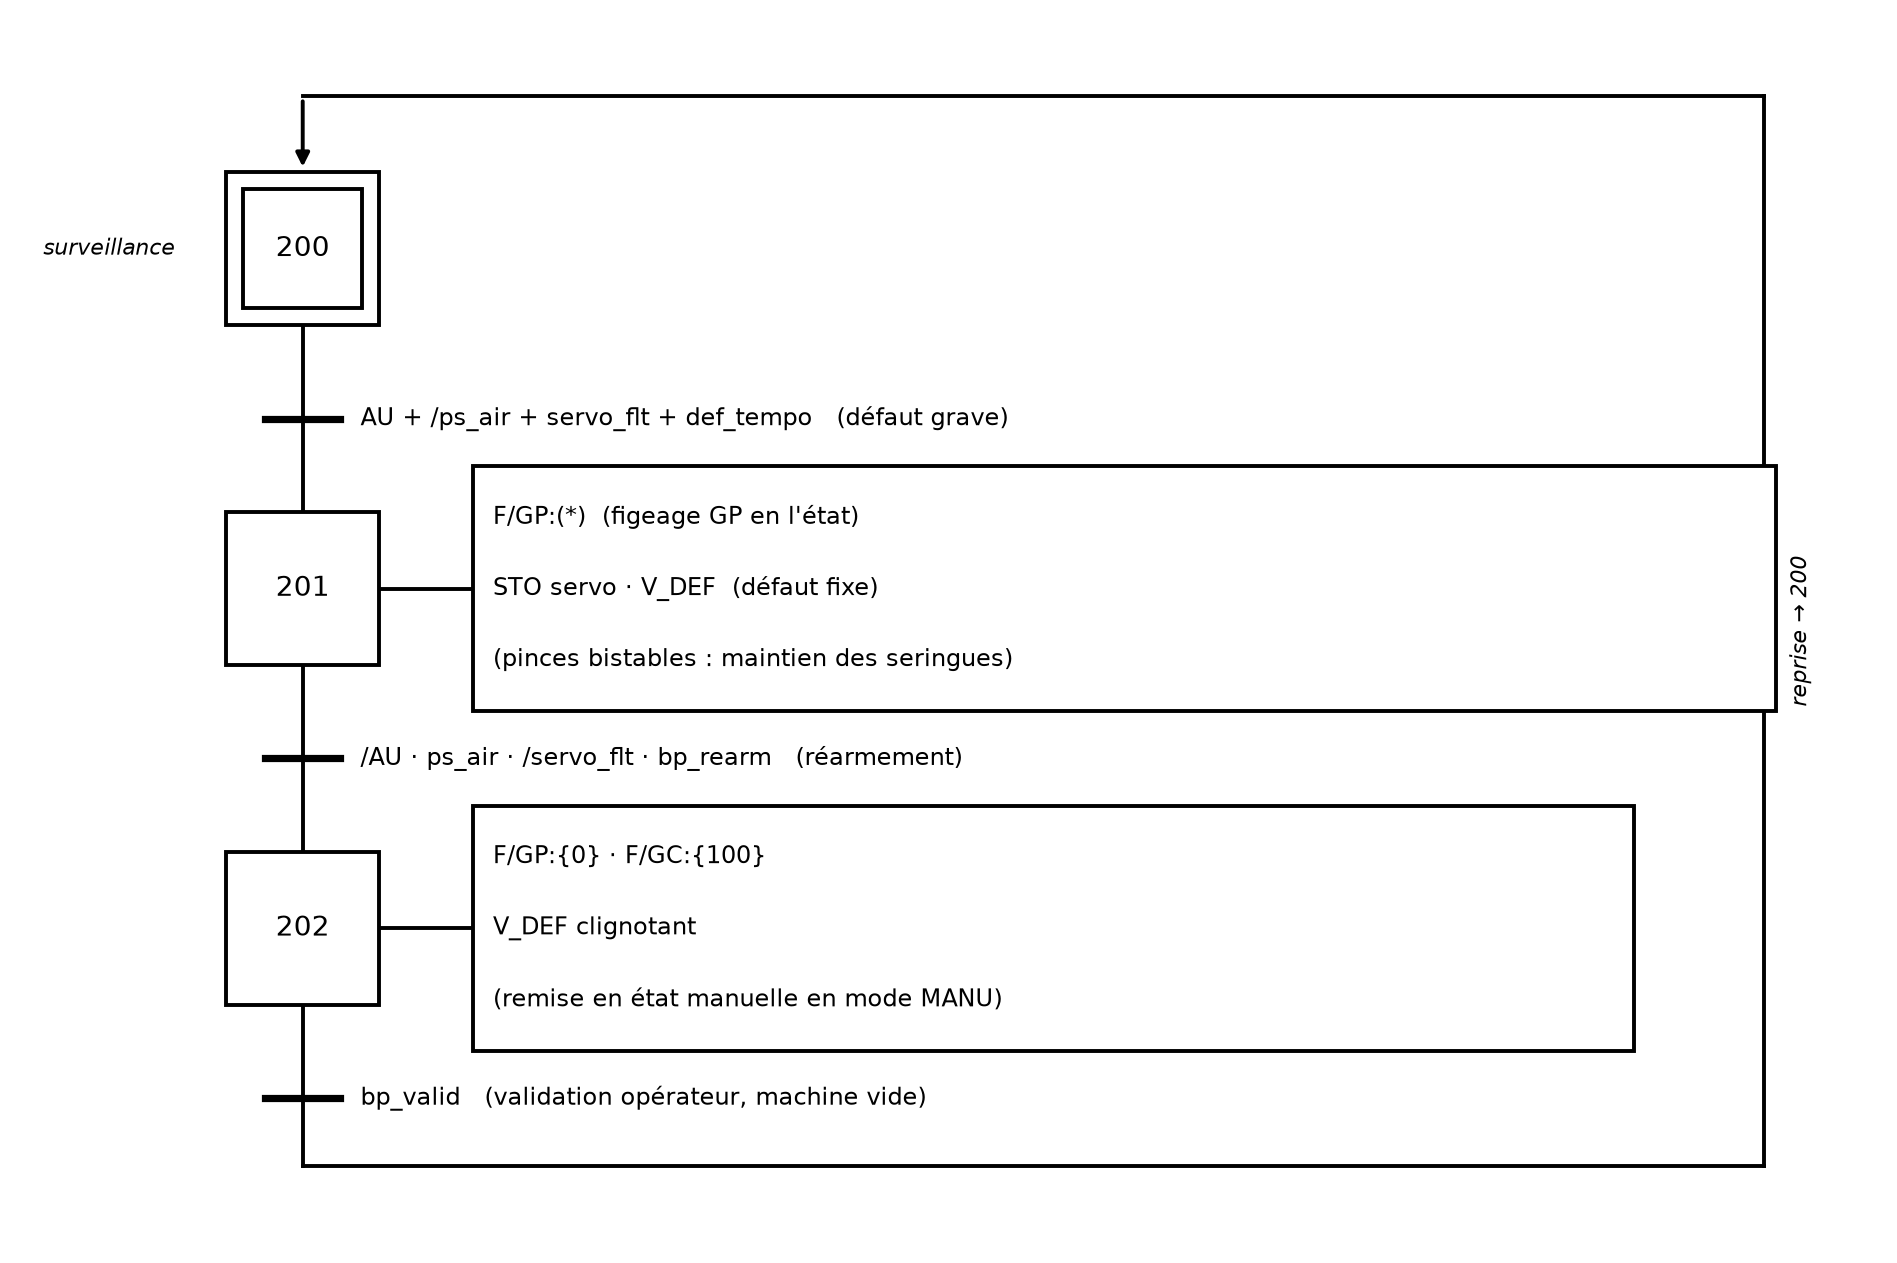 surveillance
200
AU + /ps_air + servo_flt + def_tempo (défaut grave)
F/GP:(*) (figeage GP en l'état)
201
STO servo · V_DEF (défaut fixe)
(pinces bistables : maintien des seringues)
reprise → 200
/AU · ps_air · /servo_flt · bp_rearm (réarmement)
F/GP:{0} · F/GC:{100}
202
V_DEF clignotant
(remise en état manuelle en mode MANU)
bp_valid (validation opérateur, machine vide)